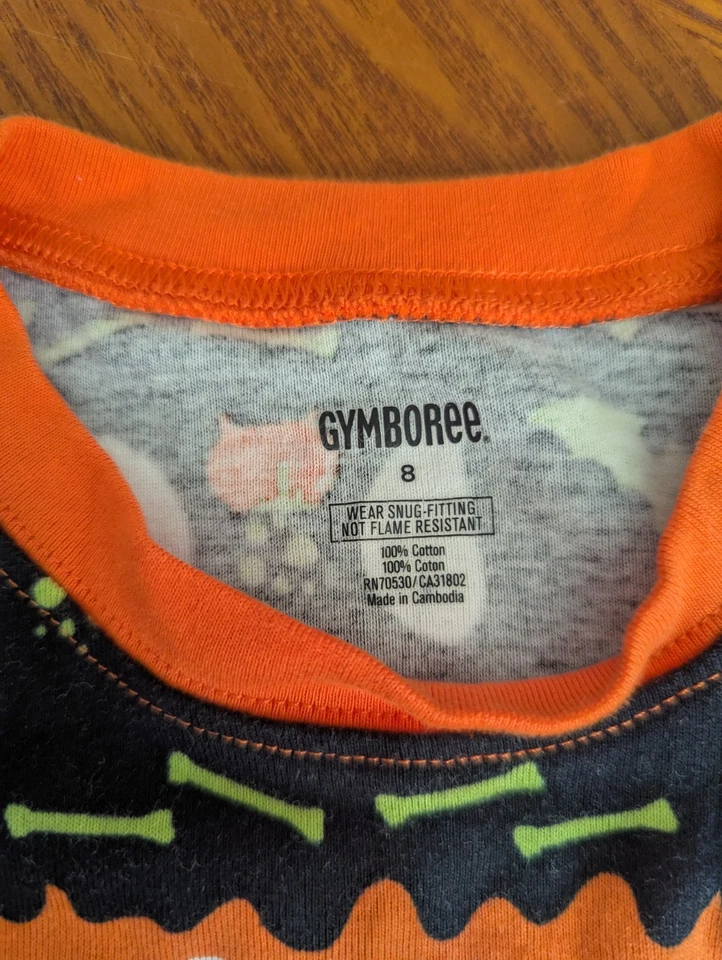 GYMBOREE.
8
WEAR SNUG-FITTING
NOT FLAME RESISTANT
100% Cotton
100% Coton
RN70530/CA31802
Made in Cambodia